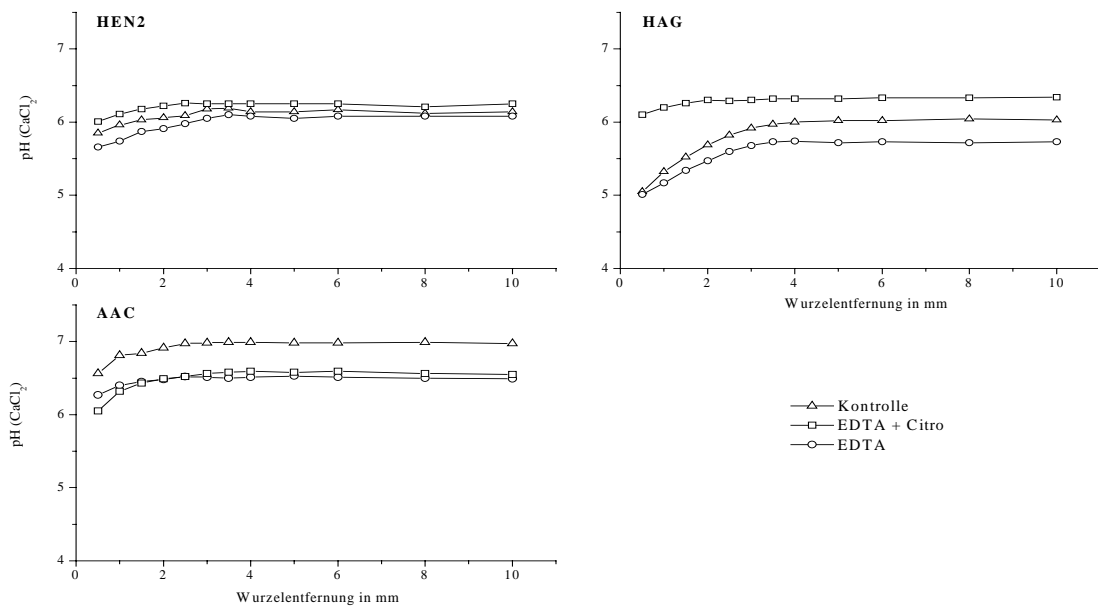 HEN2
7
6
5
4
pH (CaCl2)
0 2 4 6 8 10
HAG
7
6
5
4
0 2 4 6 8 10
Wurzelentfernung in mm
AAC
7
6
5
4
pH (CaCl2)
0 2 4 6 8 10
Wurzelentfernung in mm
Kontrolle
EDTA + Citro
EDTA